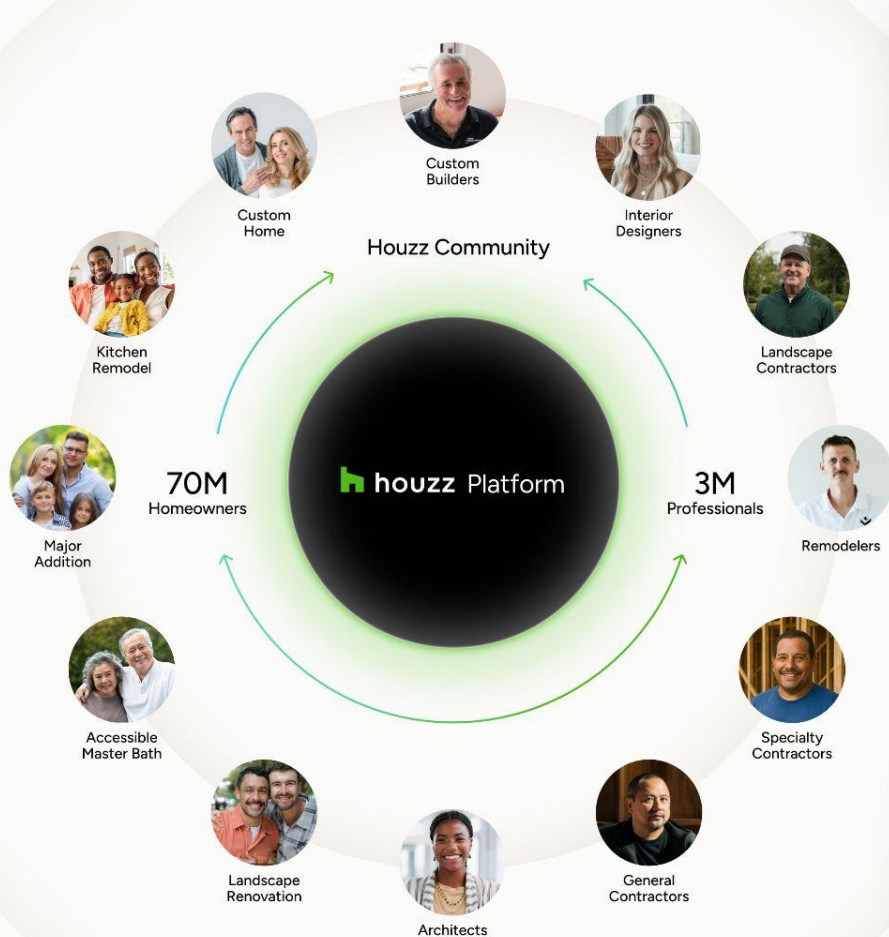 Custom
Builders
Custom
Home
Interior
Designers
Houzz Community
Kitchen
Remodel
Landscape
Contractors
70M
Homeowners
houzz Platform
3M
Professionals
Major
Addition
Remodelers
Accessible
Master Bath
Specialty
Contractors
Landscape
Renovation
General
Contractors
Architects